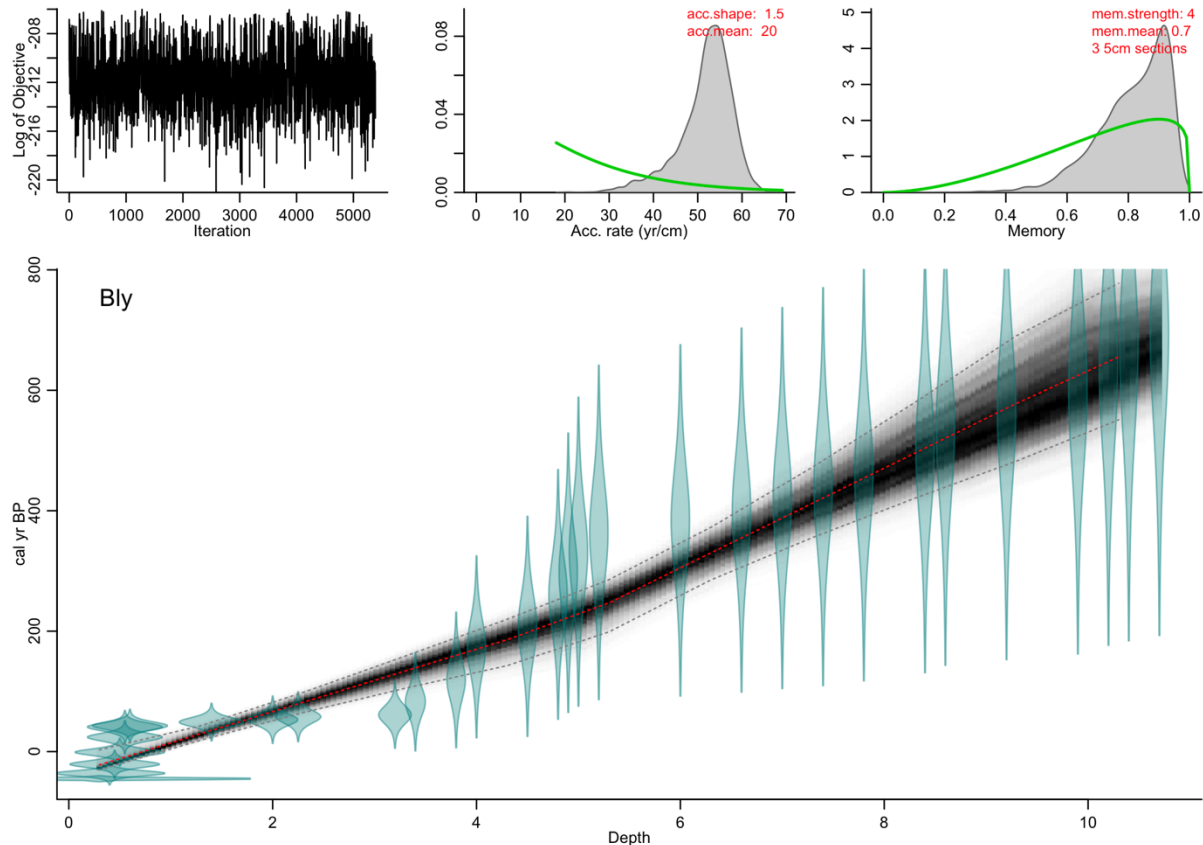 Log of Objective
-208
-212
-216
-220
0 1000 2000 3000 4000 5000
Iteration
acc.shape: 1.5
acc.mean: 20
0.08
0.04
0.00
0 10 20 30 40 50 60 70
Acc. rate (yr/cm)
mem.strength: 4
mem.mean: 0.7
3 5cm sections
5
4
3
2
1
0
0.0 0.2 0.4 0.6 0.8 1.0
Memory
Bly
cal yr BP
800
600
400
200
0
0 2 4 6 8 10
Depth